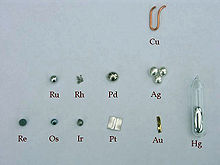 Cu
Ru Rh Pd Ag
Re Os Ir Pt Au Hg